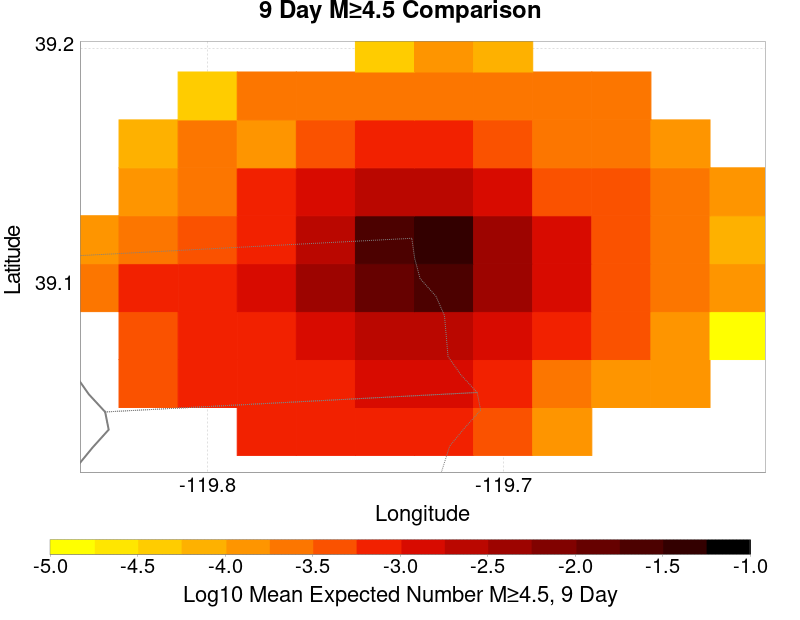 9 Day M≥4.5 Comparison
39.2
39.1
Latitude
-119.8 -119.7
Longitude
-5.0 -4.5 -4.0 -3.5 -3.0 -2.5 -2.0 -1.5 -1.0
Log10 Mean Expected Number M≥4.5, 9 Day